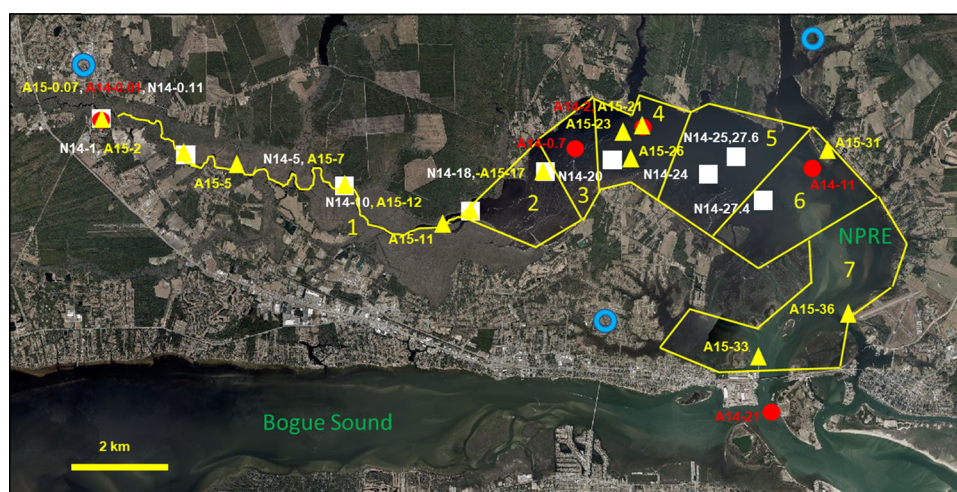 A15-0.07, A14-0.01, N14-0.11
N14-1, A15-2
A15-5
N14-5, A15-7
N14-10, A15-12
1
A15-11
N14-18,-A15-17
2
A14-0.7
A14-2, A15-21
A15-23
4
A15-26
N14-20
3
N14-24
N14-25,27.6
5
A15-31
A14-11
N14-27.4
6
NPRE
7
A15-36
A15-33
A14-21
Bogue Sound
2 km